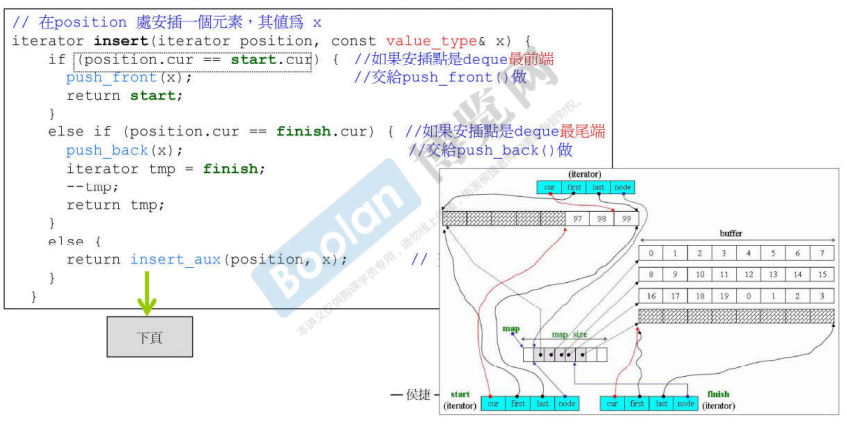 // 在position 處安插一個元素，其值爲 x
iterator insert(iterator position, const value_type& x) {
if (position.cur == start.cur) { //如果安插點是deque最前端
push_front(x); //交給push_front()做
return start;
}
else if (position.cur == finish.cur) { //如果安插點是deque最尾端
push_back(x); //交給push_back()做
iterator tmp = finish;
--tmp;
return tmp;
}
else {
return insert_aux(position, x); //
}
}
下頁
— 侯捷 —
Boolan 博览网
(iterator)
cur first last node
97 98 99
buffer
0 1 2 3 4 5 6 7
8 9 10 11 12 13 14 15
16 17 18 19 0 1 2 3
map
map size
start
(iterator)
cur first last node
cur first last node
finish
(iterator)